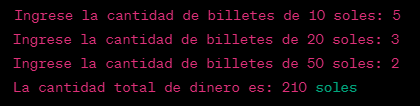 Ingrese la cantidad de billetes de 10 soles: 5
Ingrese la cantidad de billetes de 20 soles: 3
Ingrese la cantidad de billetes de 50 soles: 2
La cantidad total de dinero es: 210 soles